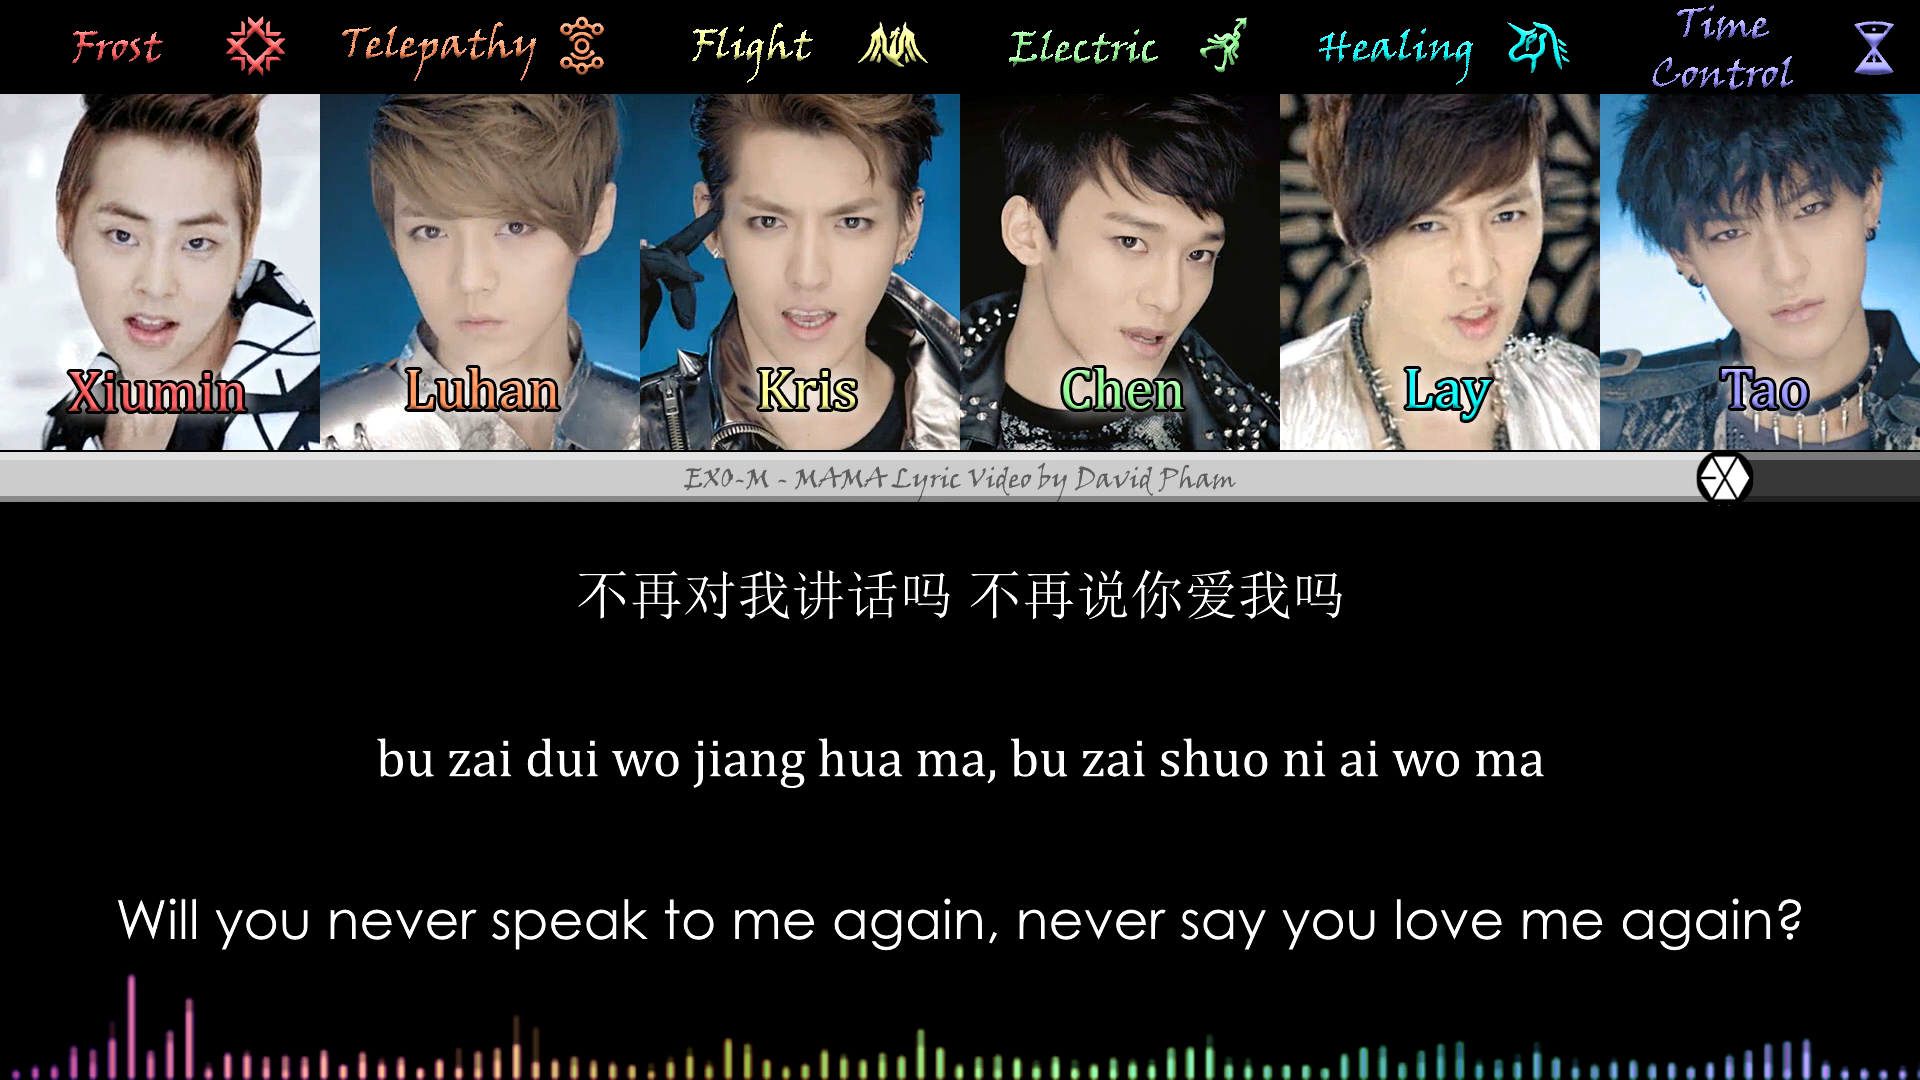 Frost Telepathy Flight Electric Healing Time Control
Xiumin Luhan Kris Chen Lay Tao
EXO-M - MAMA Lyric Video by David Pham
EXO
不再对我讲话吗 不再说你爱我吗
bu zai dui wo jiang hua ma, bu zai shuo ni ai wo ma
Will you never speak to me again, never say you love me again?